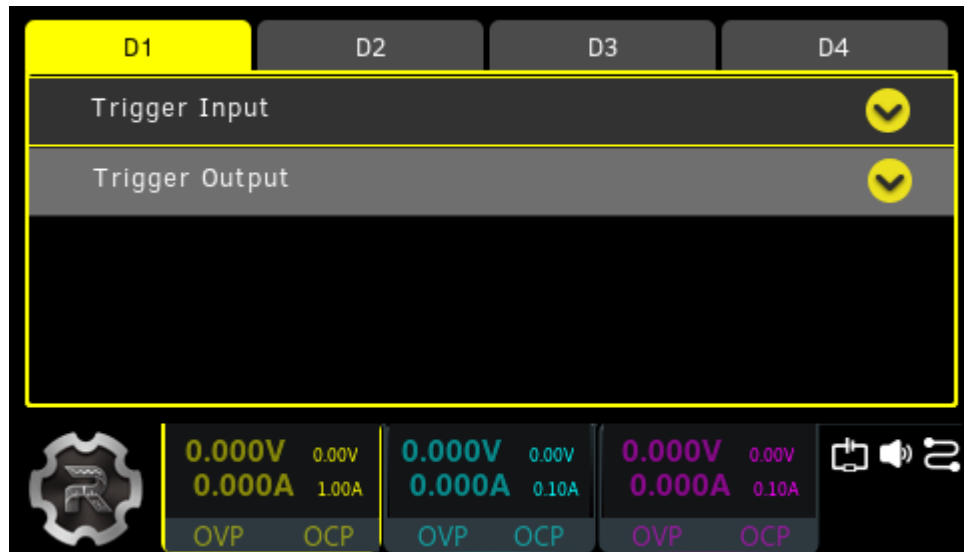 D1 D2 D3 D4
Trigger Input
Trigger Output
0.000V 0.00V 0.000V 0.00V 0.000V 0.00V
0.000A 1.00A 0.000A 0.10A 0.000A 0.10A
OVP OCP OVP OCP OVP OCP